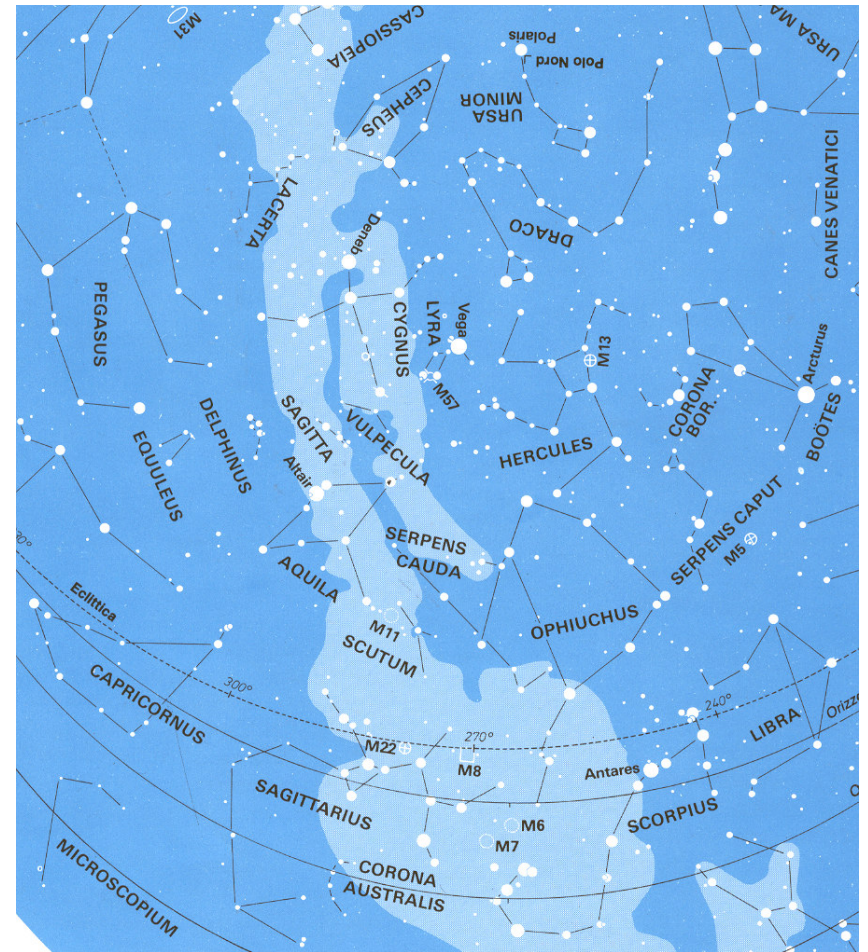 M31
CASSIOPEIA
Polaris
Polo Nord
URSA MA
CEPHEUS
URSA
MINOR
LACERTA
CANES VENATICI
DRACO
Deneb
PEGASUS
CYGNUS
LYRA
Vega
M13
Arcturus
M57
CORONA
BOR.
BOÖTES
SAGITTA
VULPECULA
DELPHINUS
HERCULES
EQUULEUS
Altair
SERPENS CAPUT
SERPENS
CAUDA
M5
AQUILA
Eclittica
OPHIUCHUS
M11
SCUTUM
CAPRICORNUS
300°
240°
LIBRA
Orizzo
270°
M22
M8
Antares
SAGITTARIUS
M6
SCORPIUS
M7
MICROSCOPIUM
CORONA
AUSTRALIS